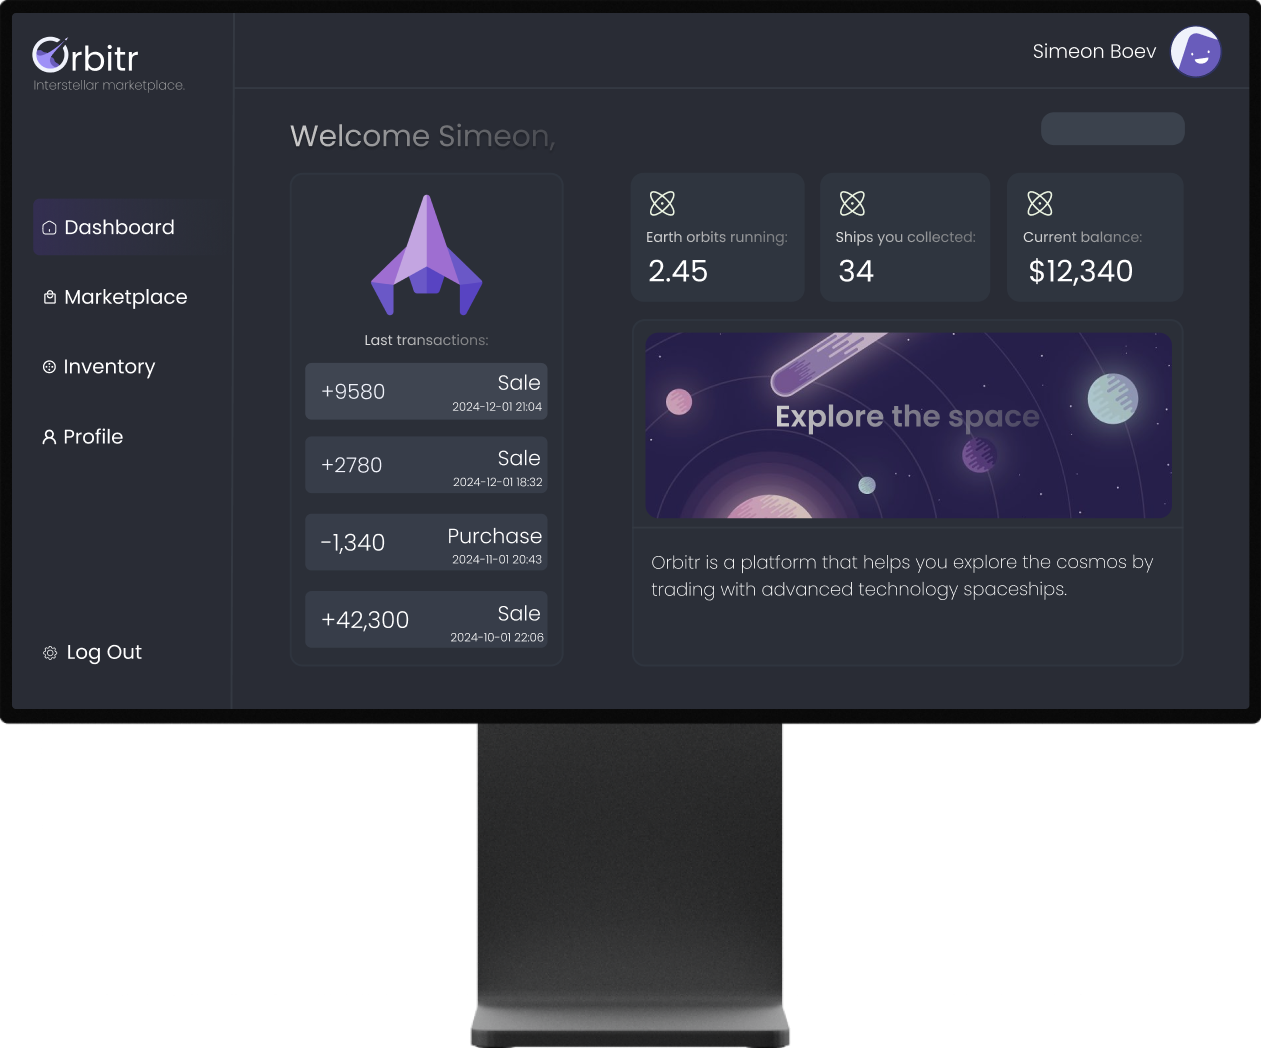 Orbitr
Interstellar marketplace.
Simeon Boev
Dashboard
Marketplace
Inventory
Profile
Log Out
Welcome Simeon,
Last transactions:
+9580
Sale
2024-12-01 21:04
+2780
Sale
2024-12-01 18:32
-1,340
Purchase
2024-11-01 20:43
+42,300
Sale
2024-10-01 22:06
Earth orbits running:
2.45
Ships you collected:
34
Current balance:
$12,340
Explore the space
Orbitr is a platform that helps you explore the cosmos by
trading with advanced technology spaceships.